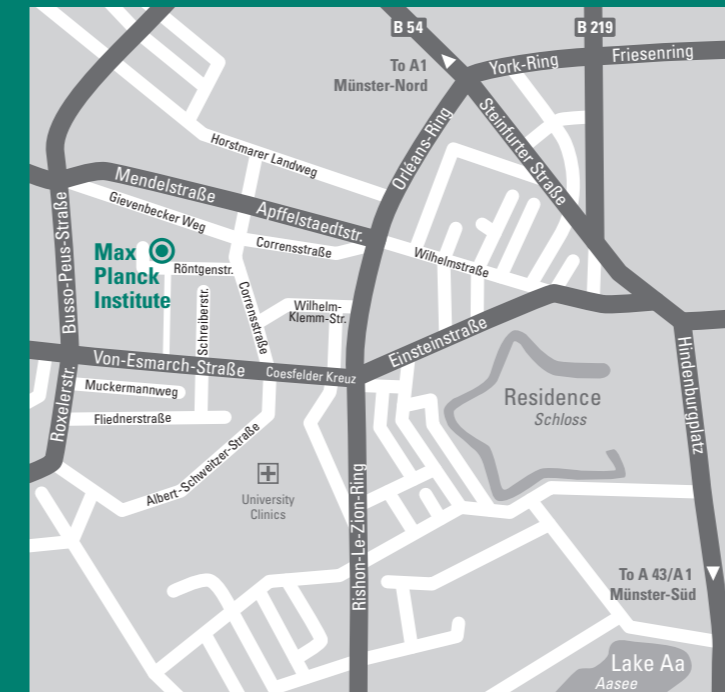 B 54
B 219
To A1
Münster-Nord
York-Ring
Friesenring
Steinfurter Straße
Orléans-Ring
Horstmarer Landweg
Mendelstraße
Apffelstaedtstr.
Gievenbecker Weg
Corrensstraße
Wilhelmstraße
Busso-Peus-Straße
Max
Planck
Institute
Röntgenstr.
Schreiberstr.
Corrensstraße
Wilhelm-
Klemm-Str.
Einsteinstraße
Von-Esmarch-Straße
Coesfelder Kreuz
Roxelerstr.
Muckermannweg
Fliednerstraße
Albert-Schweitzer-Straße
Residence
Schloss
Hindenburgplatz
University
Clinics
Rishon-Le-Zion-Ring
To A 43/A 1
Münster-Süd
Lake Aa
Aasee